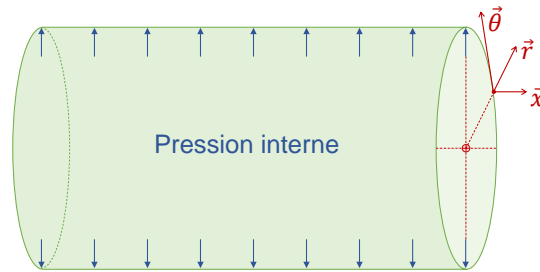 θ⃗
r⃗
x⃗
Pression interne